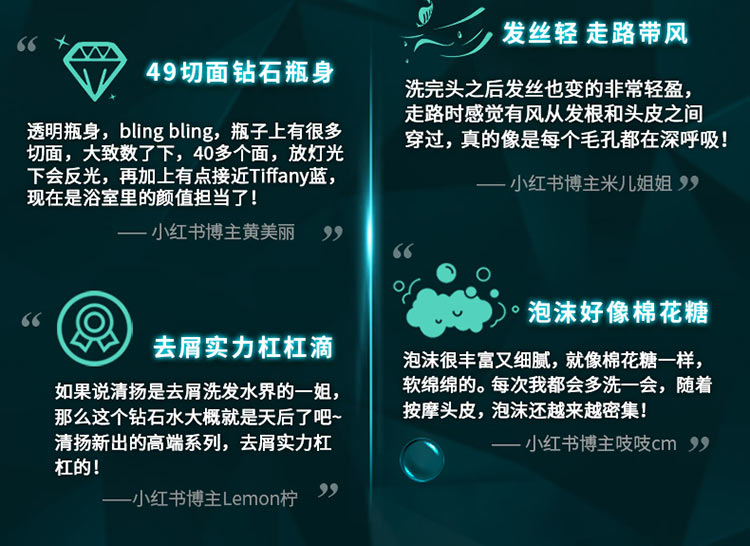 49切面钻石瓶身
透明瓶身，bling bling，瓶子上有很多
切面，大致数了下，40多个面，放灯光
下会反光，再加上有点接近Tiffany蓝，
现在是浴室里的颜值担当了！
—— 小红书博主黄美丽
发丝轻 走路带风
洗完头之后发丝也变的非常轻盈，
走路时感觉有风从发根和头皮之间
穿过，真的像是每个毛孔都在深呼吸！
—— 小红书博主米儿姐姐
去屑实力杠杠滴
如果说清扬是去屑洗发水界的一姐，
那么这个钻石水大概就是天后了吧~
清扬新出的高端系列，去屑实力杠
杠的！
——小红书博主Lemon柠
泡沫好像棉花糖
泡沫很丰富又细腻，就像棉花糖一样，
软绵绵的。每次我都会多洗一会，随着
按摩头皮，泡沫还越来越密集！
—— 小红书博主吱吱cm